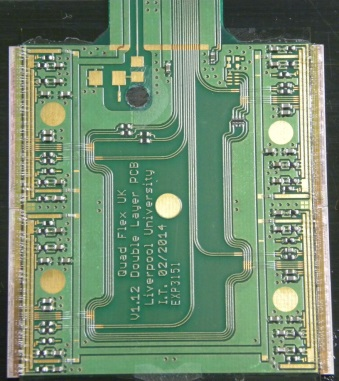 Quad Flex UK
V1.12 Double Layer PCB
Liverpool University
I.T. 02/2014
EXP3151